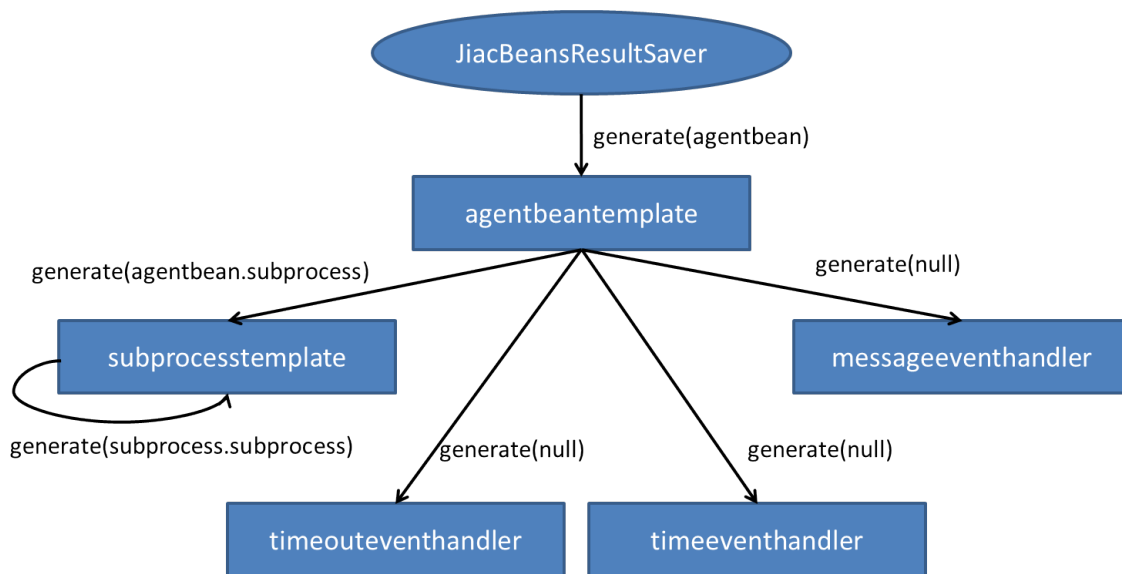 JiacBeansResultSaver
generate(agentbean)
agentbeantemplate
generate(agentbean.subprocess)
generate(null)
subprocesstemplate
messageeventhandler
generate(subprocess.subprocess)
generate(null)
generate(null)
timeouteventhandler
timeeventhandler